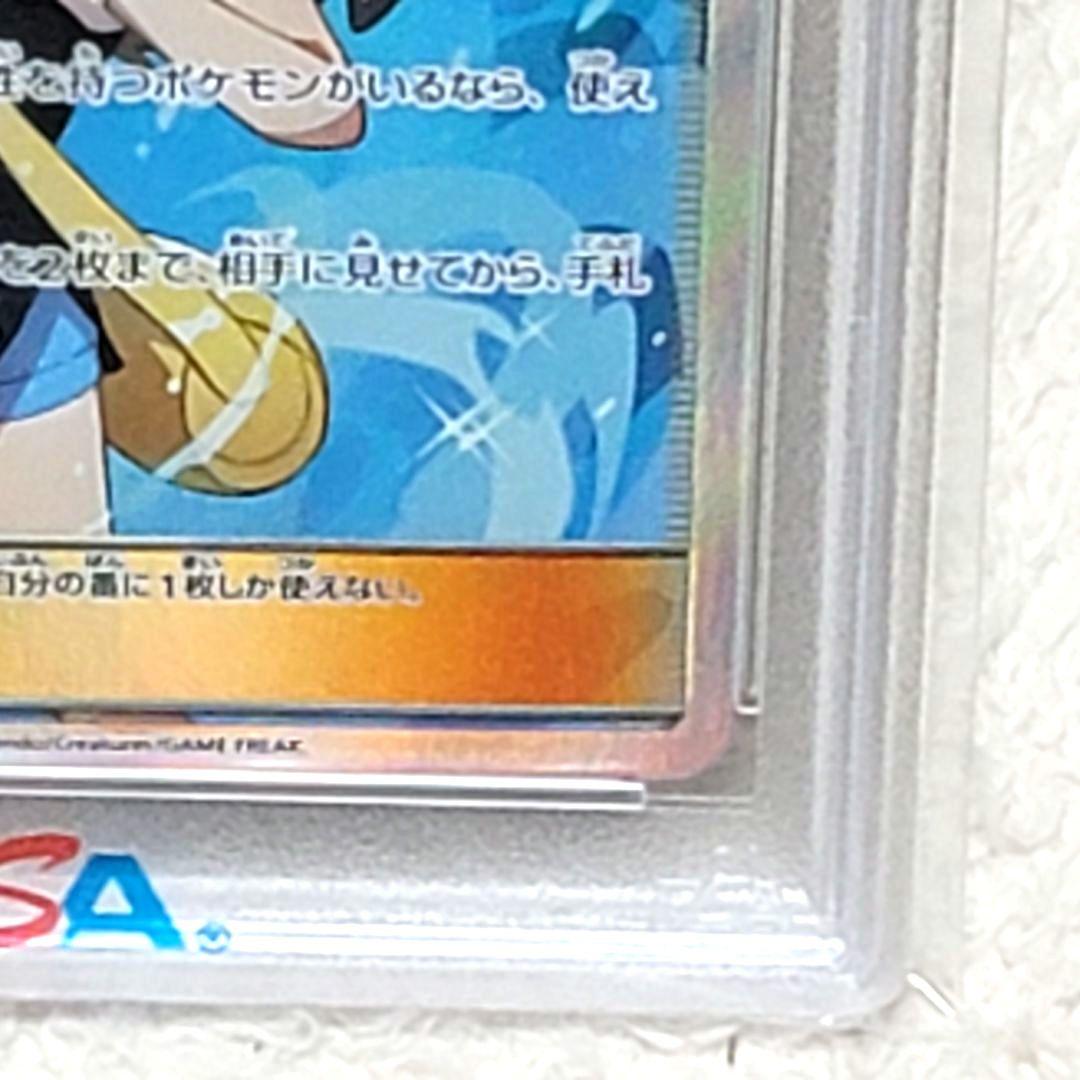 性を持つポケモンがいるなら、使え
を2枚まで、相手に見せてから、手札
自分の番に1枚しか使えない。
/Creatures/GAME FREAK.
SA